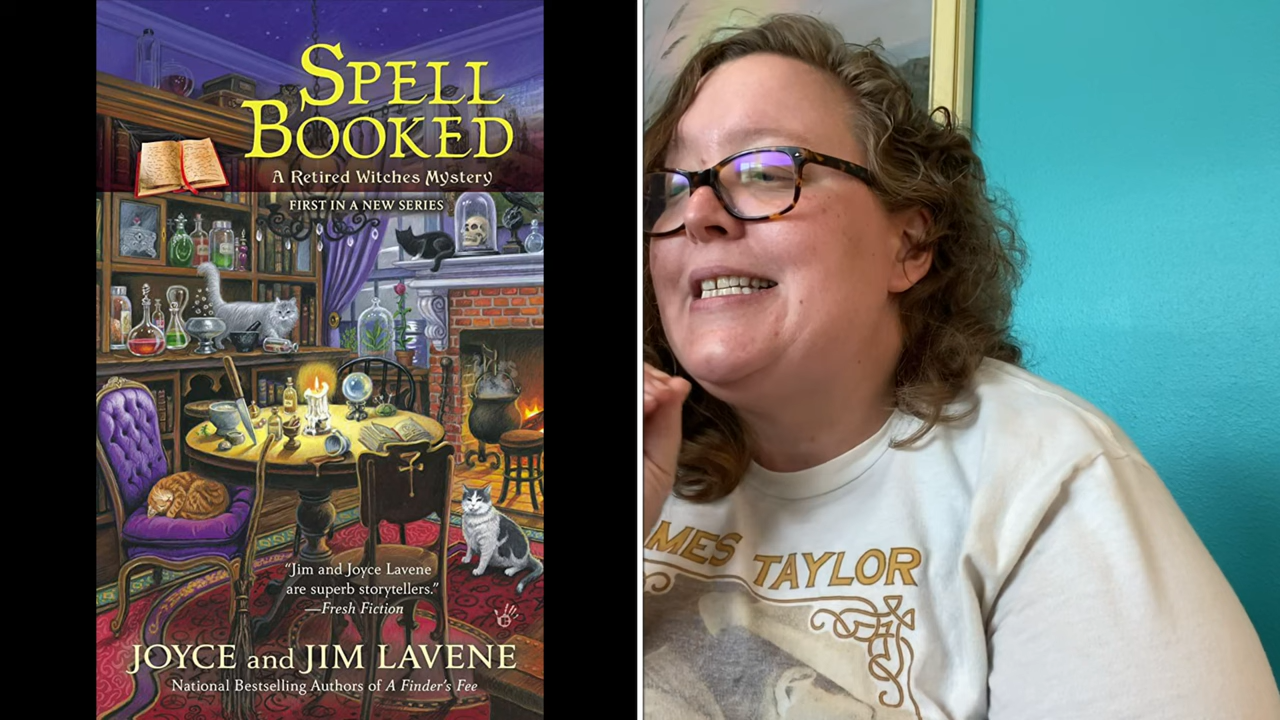 SPELL
BOOKED
A Retired Witches Mystery
FIRST IN A NEW SERIES
“Jim and Joyce Lavene
are superb storytellers.”
—Fresh Fiction
JOYCE and JIM LAVENE
National Bestselling Authors of A Finder's Fee
MES TAYLOR